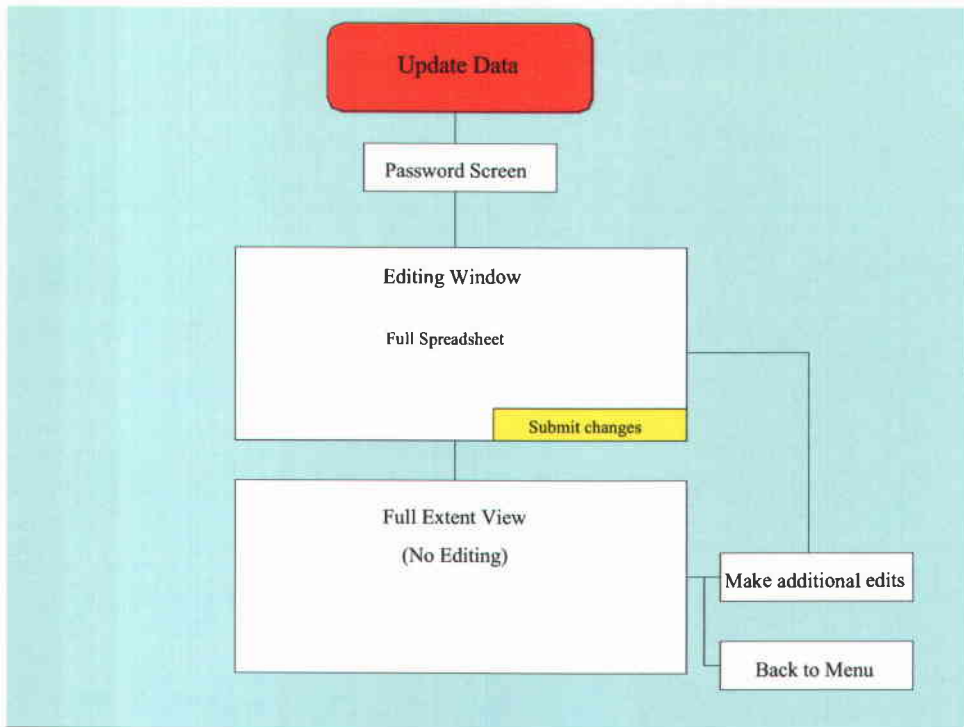 Update Data
Password Screen
Editing Window
Full Spreadsheet
Submit changes
Full Extent View
(No Editing)
Make additional edits
Back to Menu